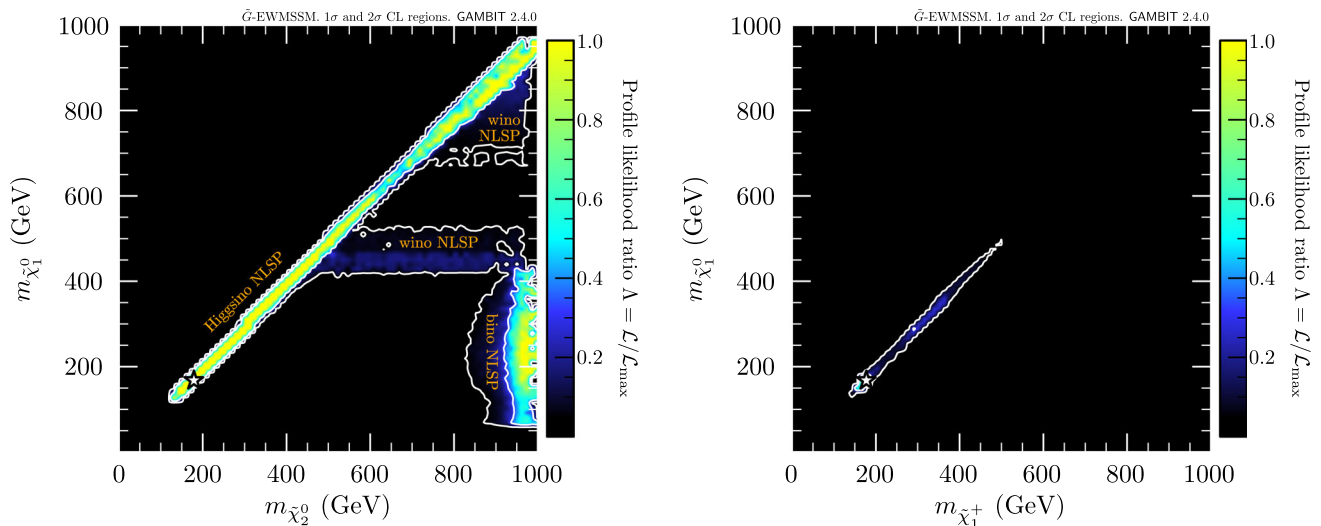 G̃-EWMSSM. 1σ and 2σ CL regions. GAMBIT 2.4.0
1000
800
600
400
200
m_χ̃⁰₁ (GeV)
0 200 400 600 800 1000
m_χ̃⁰₂ (GeV)
Higgsino NLSP
wino
NLSP
wino NLSP
bino NLSP
1.0
0.8
0.6
0.4
0.2
Profile likelihood ratio Λ = ℒ/ℒ_max
G̃-EWMSSM. 1σ and 2σ CL regions. GAMBIT 2.4.0
1000
800
600
400
200
m_χ̃⁰₁ (GeV)
0 200 400 600 800 1000
m_χ̃⁺₁ (GeV)
1.0
0.8
0.6
0.4
0.2
Profile likelihood ratio Λ = ℒ/ℒ_max